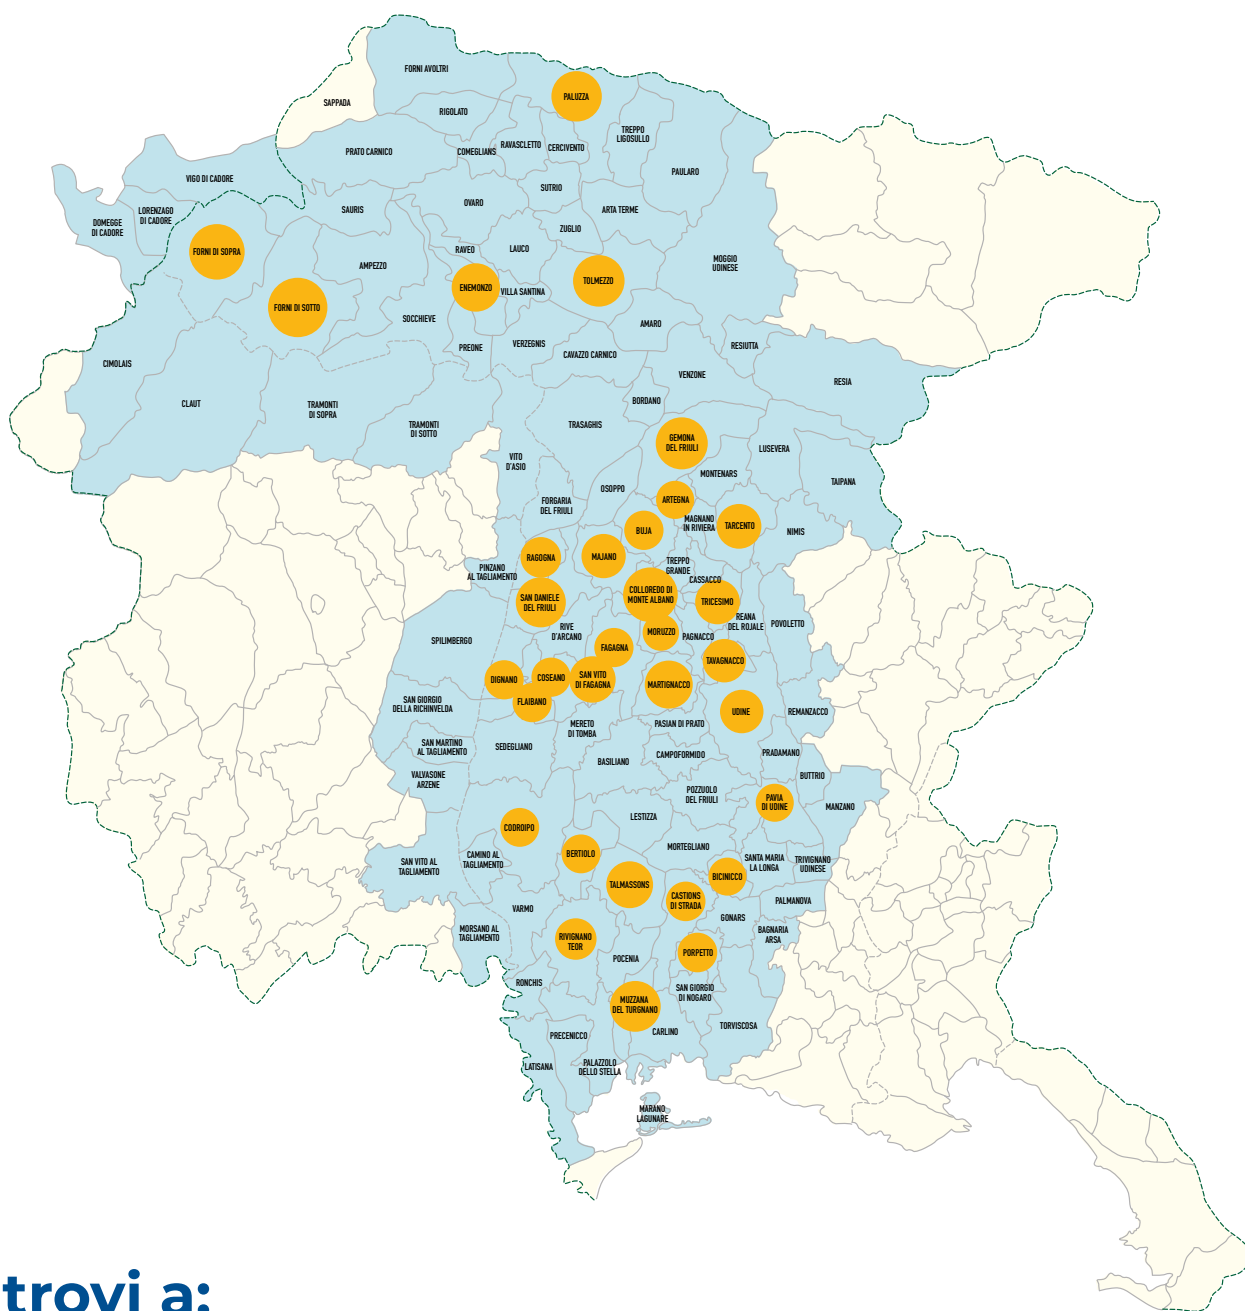 FORNI AVOLTRI
PALUZZA
SAPPADA
RIGOLATO
TREPPO
LIGOSULLO
RAVASCLETTO
CERCIVENTO
PRATO CARNICO
COMEGLIANS
PAULARO
VIGO DI CADORE
SUTRIO
OVARO
SAURIS
ARTA TERME
LORENZAGO
DI CADORE
DOMEGGE
DI CADORE
ZUGLIO
FORNI DI SOPRA
RAVEO
LAUCO
MOGGIO
UDINESE
AMPEZZO
TOLMEZZO
ENEMONZO
VILLA SANTINA
FORNI DI SOTTO
SOCCHIEVE
AMARO
PREONE
VERZEGNIS
CAVAZZO CARNICO
RESIUTTA
CIMOLAIS
VENZONE
RESIA
CLAUT
TRAMONTI
DI SOPRA
BORDANO
TRAMONTI
DI SOTTO
TRASAGHIS
GEMONA
DEL FRIULI
LUSEVERA
VITO
D'ASIO
MONTENARS
TAIPANA
OSOPPO
FORGARIA
DEL FRIULI
ARTEGNA
MAGNANO
IN RIVIERA
TARCENTO
BUJA
NIMIS
RAGOGNA
MAJANO
PINZANO
AL TAGLIAMENTO
TREPPO
GRANDE
CASSACCO
COLLOREDO DI
MONTE ALBANO
SAN DANIELE
DEL FRIULI
TRICESIMO
REANA
DEL ROJALE
POVOLETTO
SPILIMBERGO
RIVE
D'ARCANO
MORUZZO
PAGNACCO
FAGAGNA
TAVAGNACCO
DIGNANO
COSEANO
SAN VITO
DI FAGAGNA
MARTIGNACCO
SAN GIORGIO
DELLA RICHINVELDA
FLAIBANO
UDINE
REMANZACCO
MERETO
DI TOMBA
PASIAN DI PRATO
SAN MARTINO
AL TAGLIAMENTO
SEDEGLIANO
BASILIANO
CAMPOFORMIDO
PRADAMANO
VALVASONE
ARZENE
BUTTRIO
POZZUOLO
DEL FRIULI
PAVIA
DI UDINE
MANZANO
LESTIZZA
CODROIPO
MORTEGLIANO
BERTIOLO
CAMINO AL
TAGLIAMENTO
SAN VITO AL
TAGLIAMENTO
SANTA MARIA
LA LONGA
TRIVIGNANO
UDINESE
BICINICCO
TALMASSONS
CASTIONS
DI STRADA
PALMANOVA
VARMO
GONARS
MORSANO AL
TAGLIAMENTO
BAGNARIA
ARSA
RIVIGNANO
TEOR
POCENIA
PORPETTO
RONCHIS
SAN GIORGIO
DI NOGARO
MUZZANA
DEL TURGNANO
PRECENICCO
CARLINO
TORVISCOSA
LATISANA
PALAZZOLO
DELLO STELLA
MARANO
LAGUNARE
trovi a: